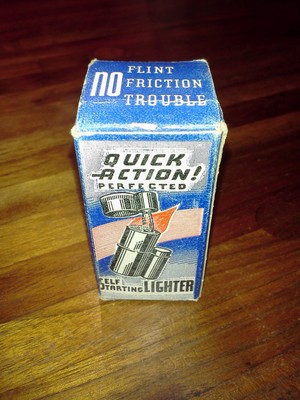 NO FLINT
FRICTION
TROUBLE
QUICK
ACTION!
PERFECTED
SELF
STARTING LIGHTER